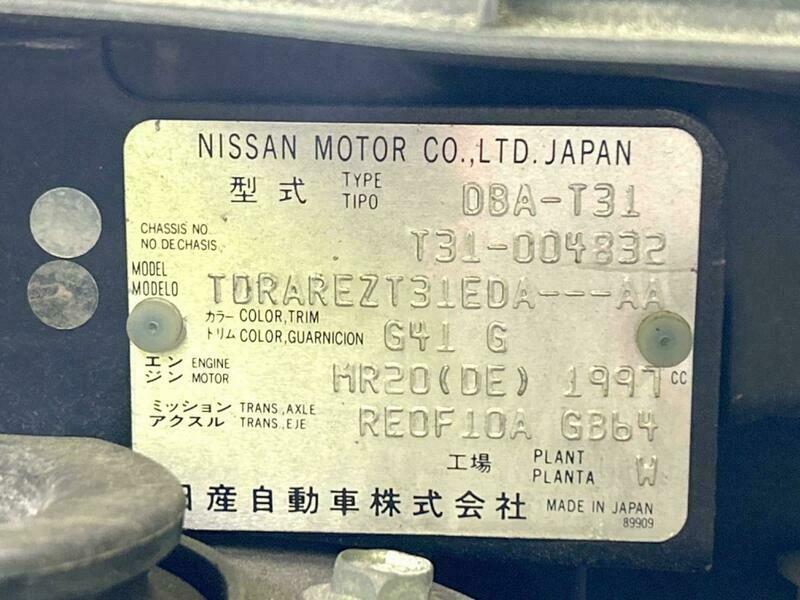 NISSAN MOTOR CO.,LTD. JAPAN
型式 TYPE TIPO DBA-T31
CHASSIS NO. NO DE CHASIS. T31-004832
MODEL MODELO TDRAREZT31EDA---AA
カラー COLOR,TRIM
トリム COLOR,GUARNICION G41 G
エン ENGINE
ジン MOTOR MR20(DE) 1997 CC
ミッション TRANS.,AXLE
アクスル TRANS.,EJE RE0F10A GB64
工場 PLANT PLANTA W
日産自動車株式会社 MADE IN JAPAN
89909